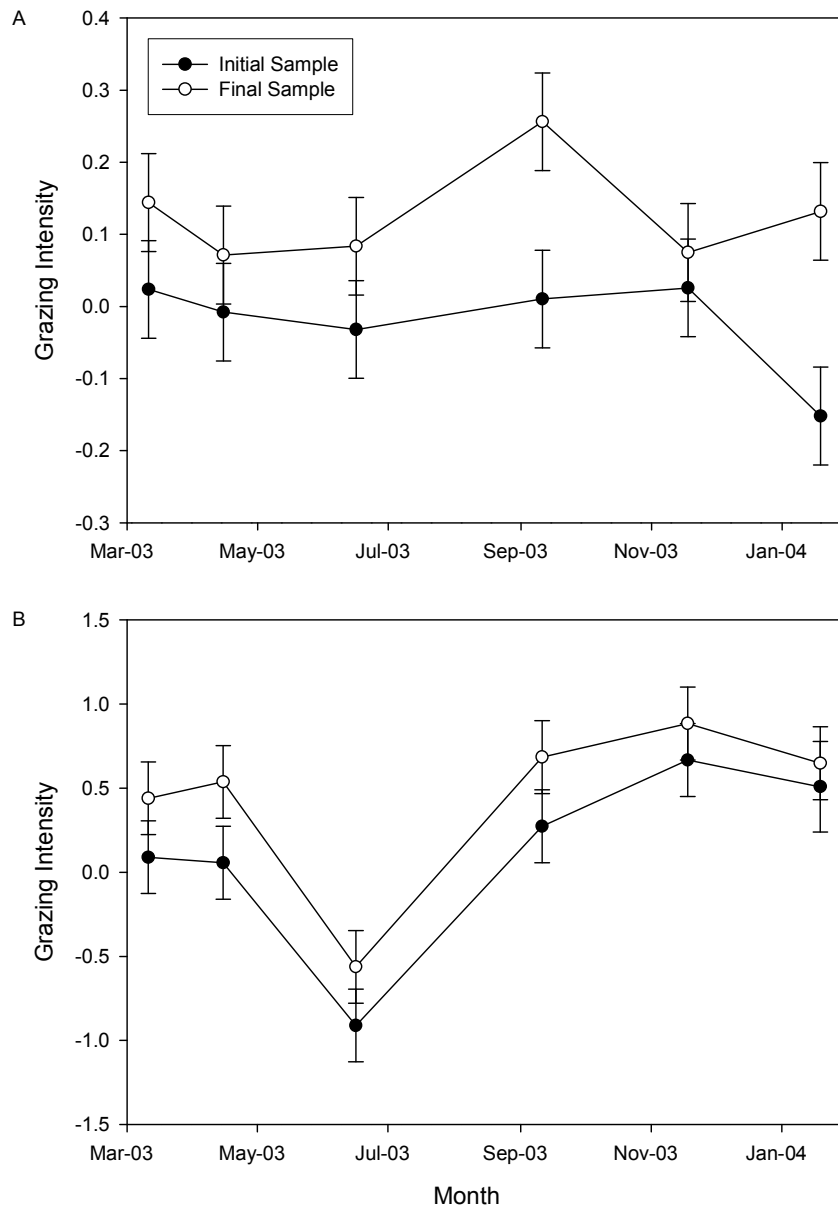 A
0.4
0.3
0.2
0.1
0.0
-0.1
-0.2
-0.3
Grazing Intensity
Initial Sample
Final Sample
Mar-03 May-03 Jul-03 Sep-03 Nov-03 Jan-04
B
1.5
1.0
0.5
0.0
-0.5
-1.0
-1.5
Grazing Intensity
Mar-03 May-03 Jul-03 Sep-03 Nov-03 Jan-04
Month